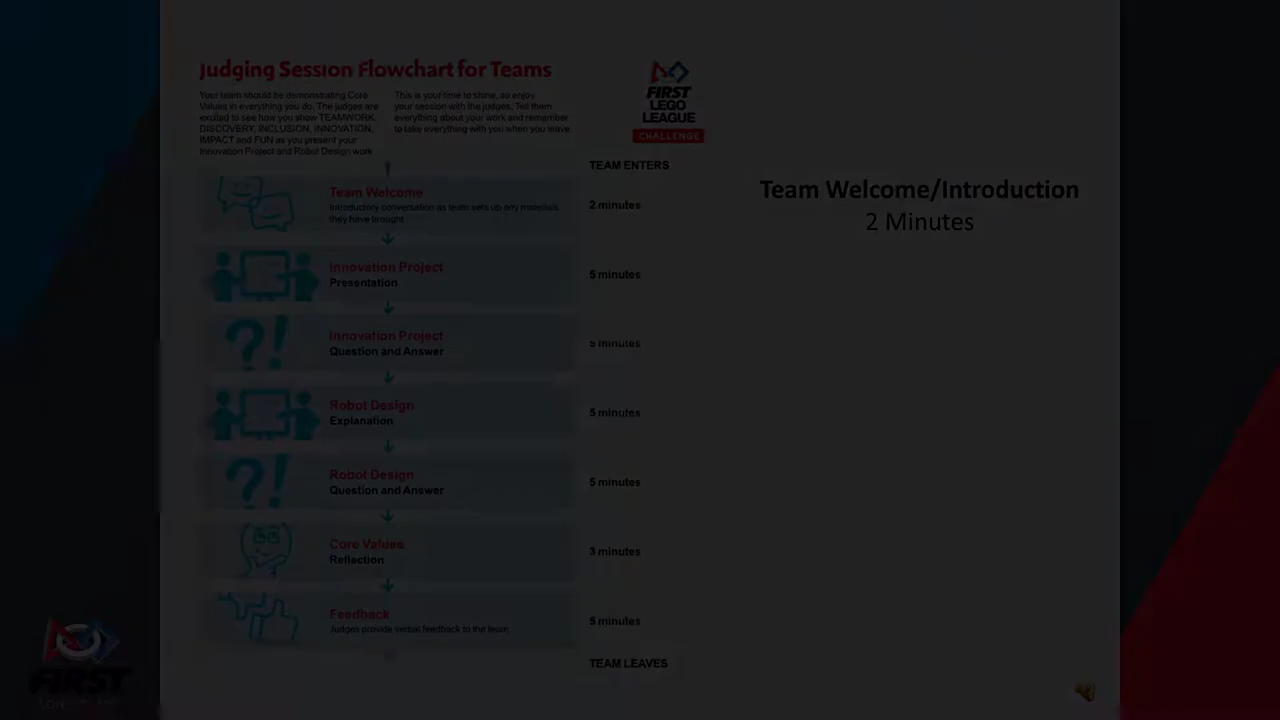 Judging Session Flowchart for Teams
Your team should be demonstrating Core
Values in everything you do. The judges are
excited to see how you show TEAMWORK,
DISCOVERY, INCLUSION, INNOVATION,
IMPACT and FUN as you present your
Innovation Project and Robot Design work
This is your time to shine, so enjoy
your session with the judges. Tell them
everything about your work and remember
to take everything with you when you leave.
FIRST
LEGO
LEAGUE
CHALLENGE
TEAM ENTERS
Team Welcome
Introductory conversation as team sets up any materials
they have brought
2 minutes
Innovation Project
Presentation
5 minutes
Innovation Project
Question and Answer
5 minutes
Robot Design
Explanation
5 minutes
Robot Design
Question and Answer
5 minutes
Core Values
Reflection
3 minutes
Feedback
Judges provide verbal feedback to the team
5 minutes
TEAM LEAVES
Team Welcome/Introduction
2 Minutes
FIRST